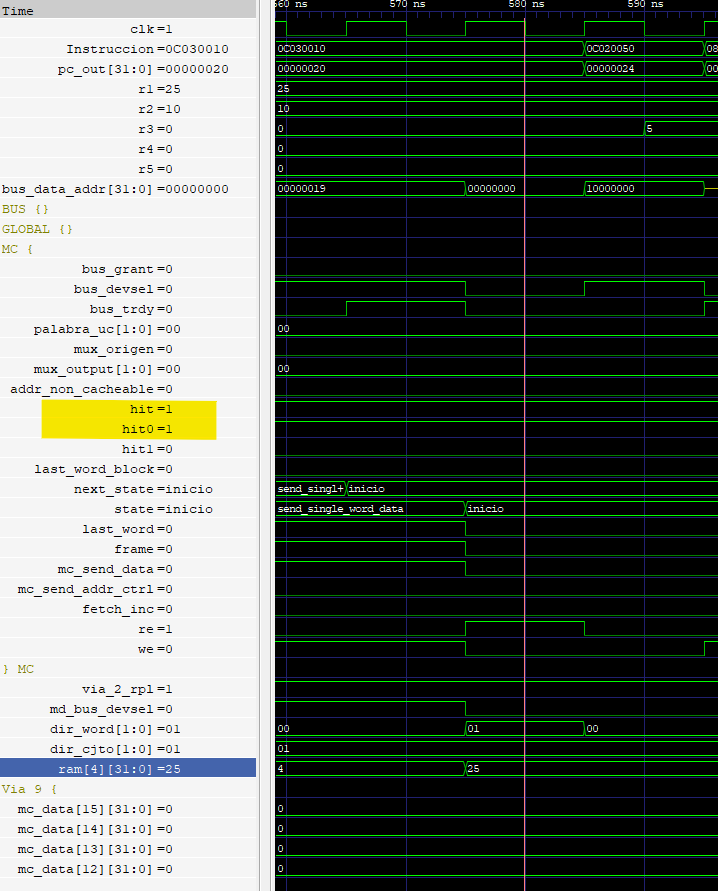 Time
560 ns 570 ns 580 ns 590 ns
clk=1
Instruccion=0C030010 0C030010 0C020050 08
pc_out[31:0]=00000020 00000020 00000024 00
r1=25 25
r2=10 10
r3=0 0 5
r4=0 0
r5=0 0
bus_data_addr[31:0]=00000000 00000019 00000000 10000000
BUS {}
GLOBAL {}
MC {
bus_grant=0
bus_devsel=0
bus_trdy=0
palabra_uc[1:0]=00 00
mux_origen=0
mux_output[1:0]=00 00
addr_non_cacheable=0
hit=1
hit0=1
hit1=0
last_word_block=0
next_state=inicio send_singl+ inicio
state=inicio send_single_word_data inicio
last_word=0
frame=0
mc_send_data=0
mc_send_addr_ctrl=0
fetch_inc=0
re=1
we=0
} MC
via_2_rpl=1
md_bus_devsel=0
dir_word[1:0]=01 00 01 00
dir_cjto[1:0]=01 01
ram[4][31:0]=25 4 25
Via 9 {
mc_data[15][31:0]=0 0
mc_data[14][31:0]=0 0
mc_data[13][31:0]=0 0
mc_data[12][31:0]=0 0